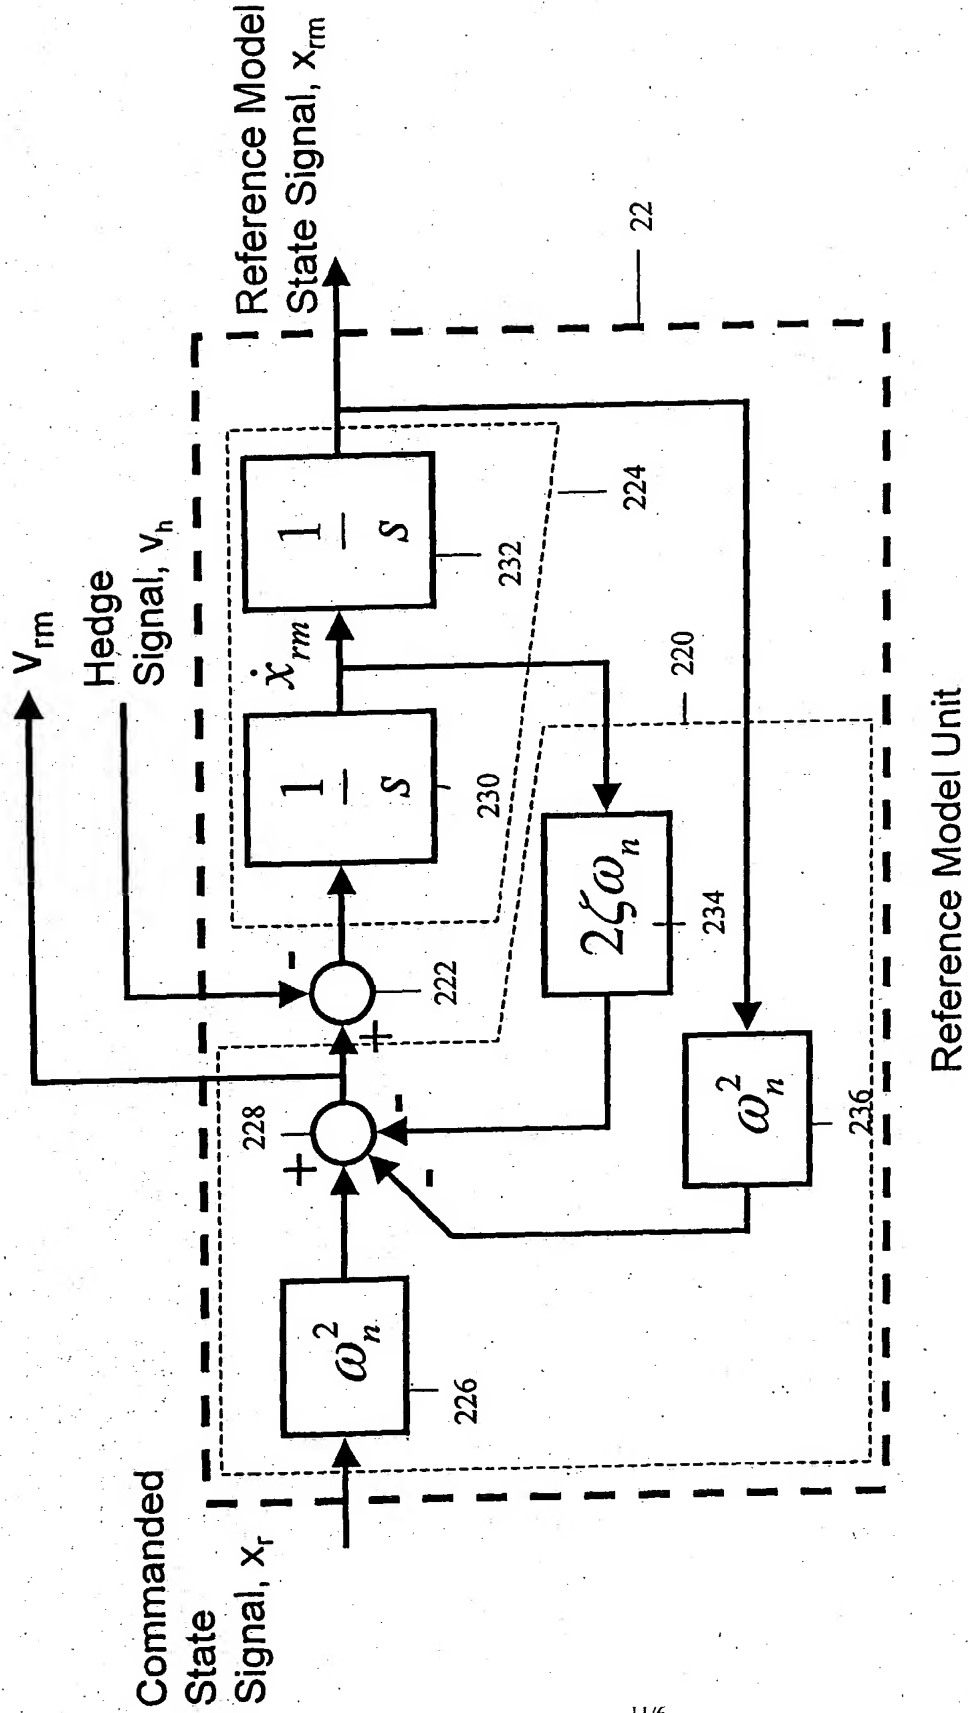 Commanded
State
Signal, x_r
V_rm
Hedge
Signal, v_h
Reference Model
State Signal, x_rm
ω_n^2
226
+
228
-
-
+
-
222
1
s
230
ẋ_rm
1
s
232
224
2ζω_n
234
220
ω_n^2
236
22
Reference Model Unit